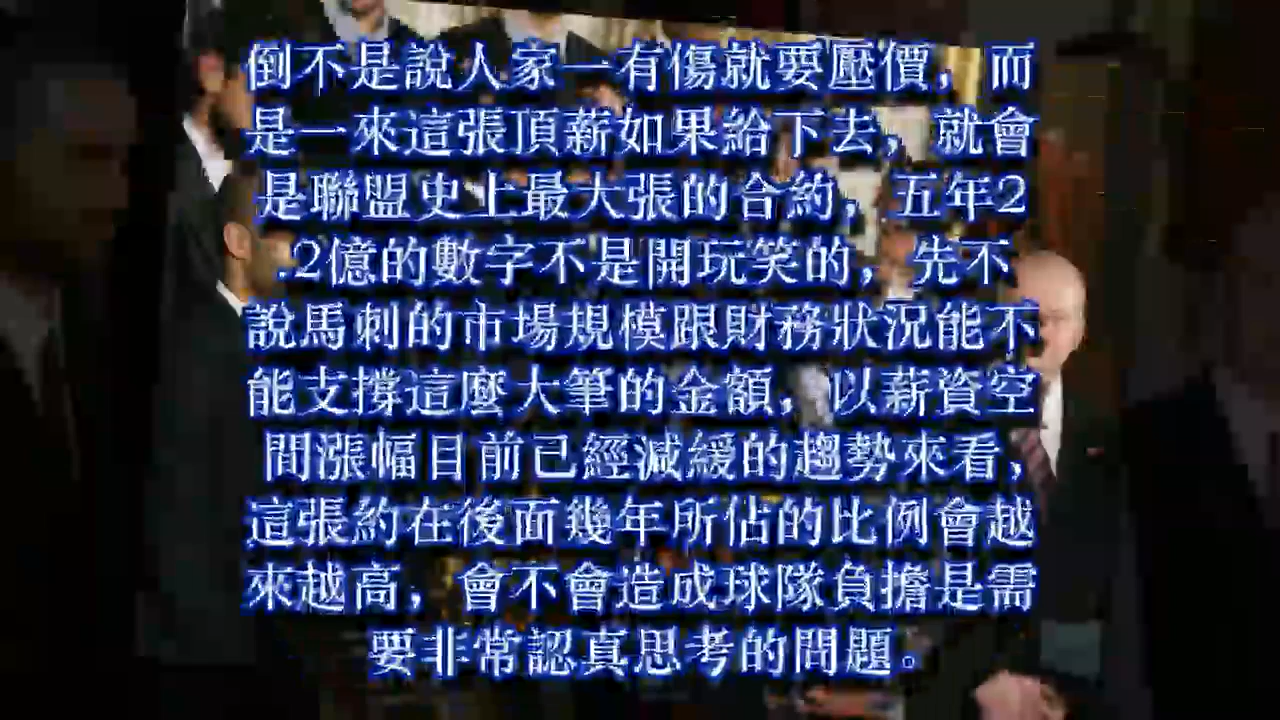 倒不是說人家一有傷就要壓價，而
是一來這張頂薪如果給下去，就會
是聯盟史上最大張的合約，五年2
.2億的數字不是開玩笑的，先不
說馬刺的市場規模跟財務狀況能不
能支撐這麼大筆的金額，以薪資空
間漲幅目前已經減緩的趨勢來看，
這張約在後面幾年所佔的比例會越
來越高，會不會造成球隊負擔是需
要非常認真思考的問題。